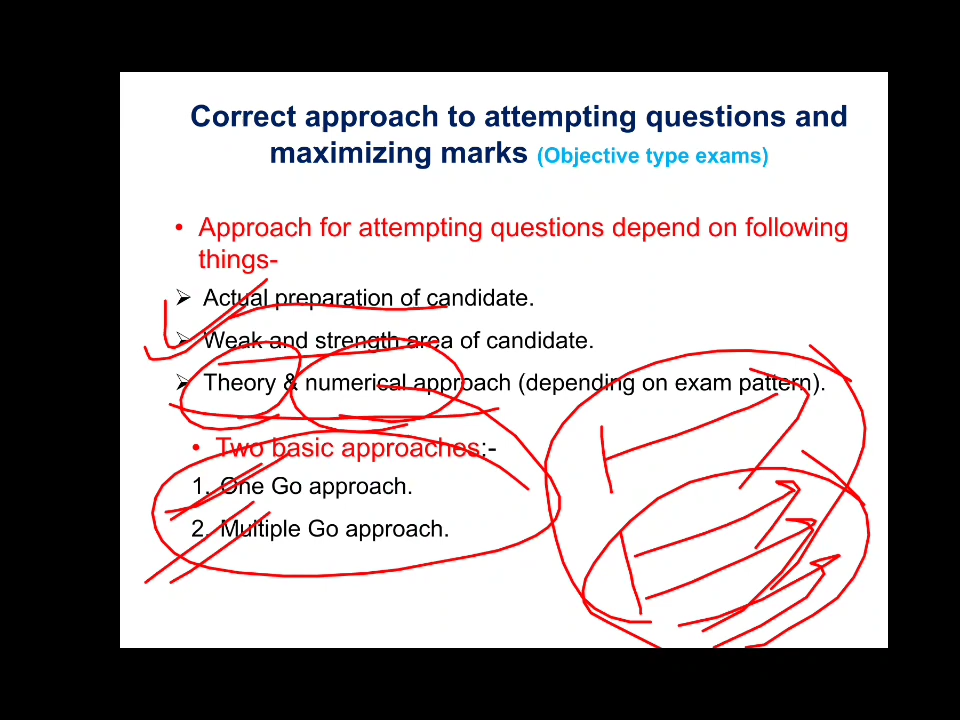 Correct approach to attempting questions and
maximizing marks (Objective type exams)
• Approach for attempting questions depend on following
things-
➢ Actual preparation of candidate.
➢ Weak and strength area of candidate.
➢ Theory & numerical approach (depending on exam pattern).
• Two basic approaches:-
1. One Go approach.
2. Multiple Go approach.